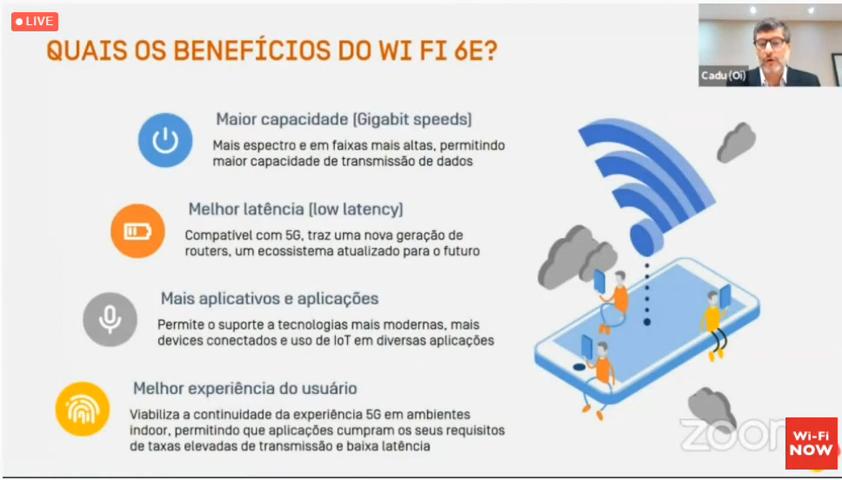 LIVE
QUAIS OS BENEFÍCIOS DO WI FI 6E?
Cadu (Oi)
Maior capacidade (Gigabit speeds)
Mais espectro e em faixas mais altas, permitindo
maior capacidade de transmissão de dados
Melhor latência (low latency)
Compatível com 5G, traz uma nova geração de
routers, um ecossistema atualizado para o futuro
Mais aplicativos e aplicações
Permite o suporte a tecnologias mais modernas, mais
devices conectados e uso de IoT em diversas aplicações
Melhor experiência do usuário
Viabiliza a continuidade da experiência 5G em ambientes
indoor, permitindo que aplicações cumpram os seus requisitos
de taxas elevadas de transmissão e baixa latência
zoom
Wi-Fi
NOW